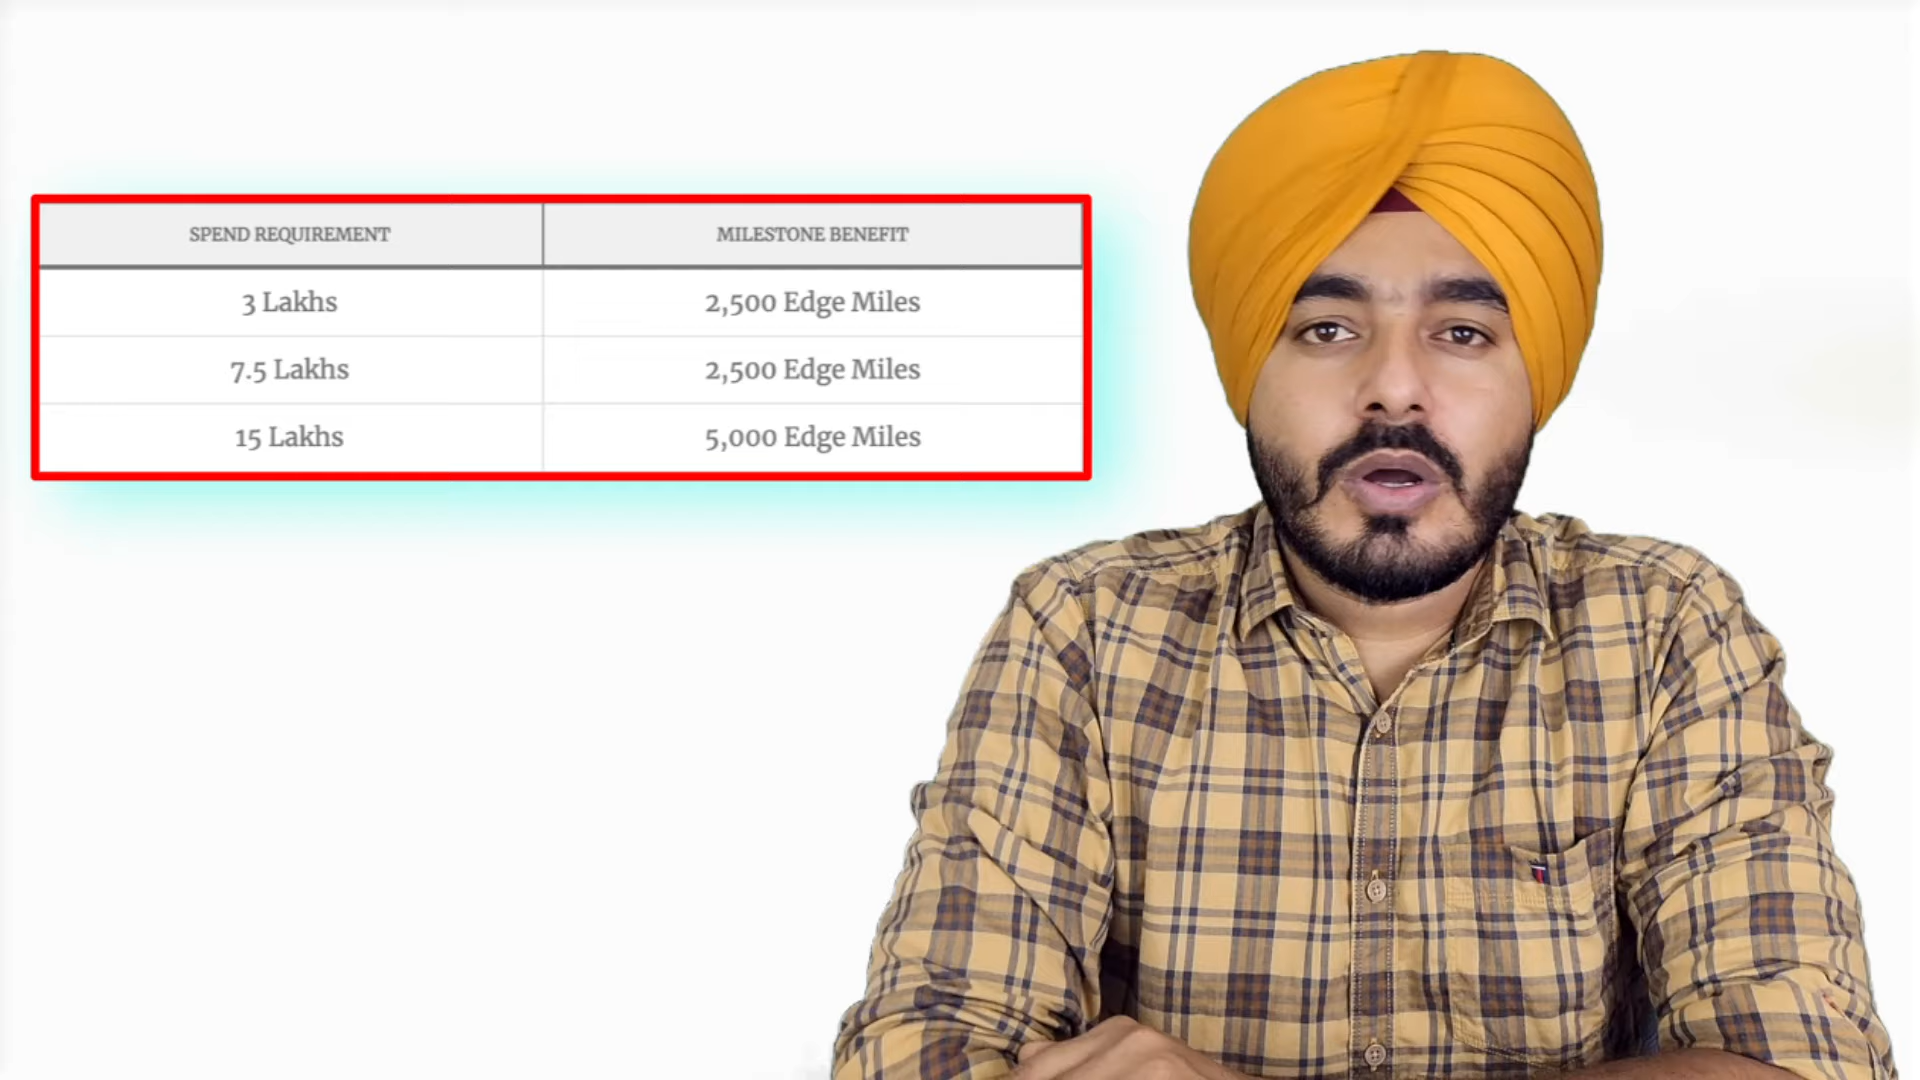 SPEND REQUIREMENT MILESTONE BENEFIT
3 Lakhs 2,500 Edge Miles
7.5 Lakhs 2,500 Edge Miles
15 Lakhs 5,000 Edge Miles